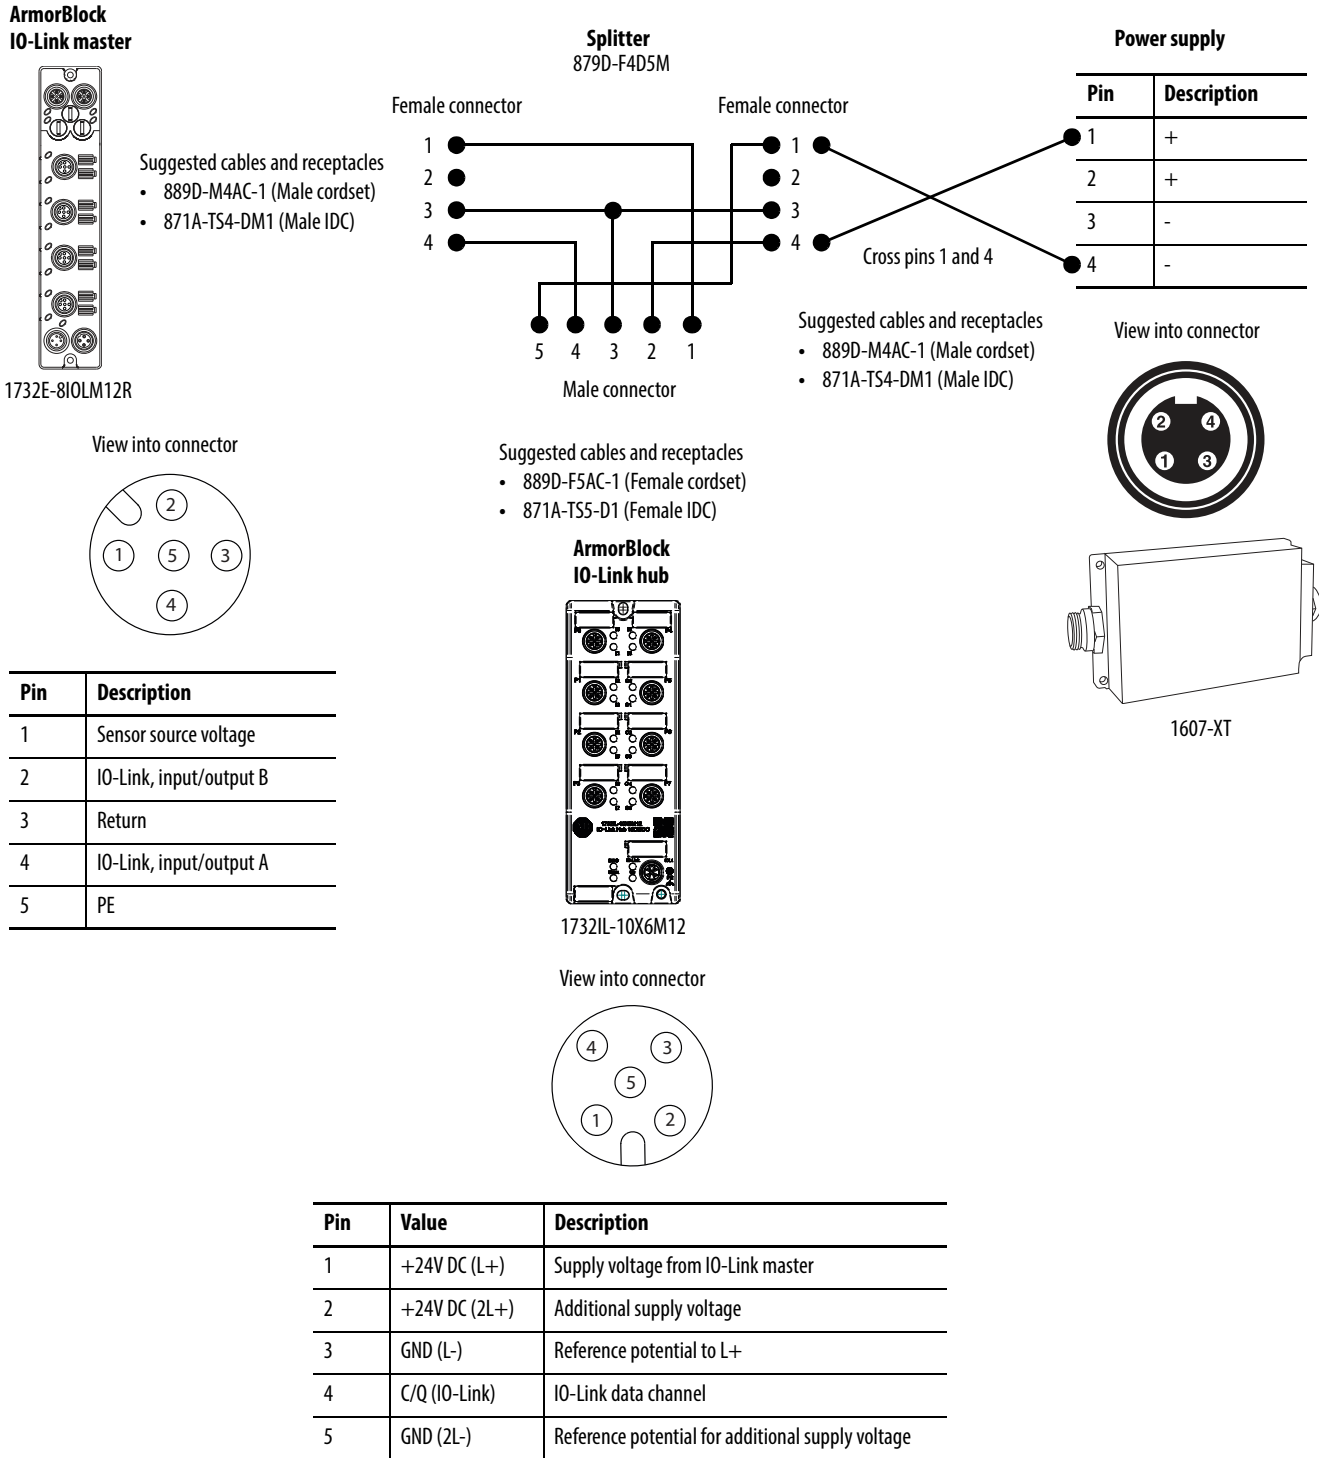 ArmorBlock
IO-Link master
Suggested cables and receptacles
• 889D-M4AC-1 (Male cordset)
• 871A-TS4-DM1 (Male IDC)
1732E-8IOLM12R
View into connector
2
1 5 3
4
Pin Description
1 Sensor source voltage
2 IO-Link, input/output B
3 Return
4 IO-Link, input/output A
5 PE
Splitter
879D-F4D5M
Female connector
1
2
3
4
Female connector
1
2
3
4
Cross pins 1 and 4
5 4 3 2 1
Male connector
Suggested cables and receptacles
• 889D-F5AC-1 (Female cordset)
• 871A-TS5-D1 (Female IDC)
Suggested cables and receptacles
• 889D-M4AC-1 (Male cordset)
• 871A-TS4-DM1 (Male IDC)
Power supply
Pin Description
1 +
2 +
3 -
4 -
View into connector
2 4
1 3
1607-XT
ArmorBlock
IO-Link hub
1732IL-10X6M12
View into connector
4 3
5
1 2
Pin Value Description
1 +24V DC (L+) Supply voltage from IO-Link master
2 +24V DC (2L+) Additional supply voltage
3 GND (L-) Reference potential to L+
4 C/Q (IO-Link) IO-Link data channel
5 GND (2L-) Reference potential for additional supply voltage